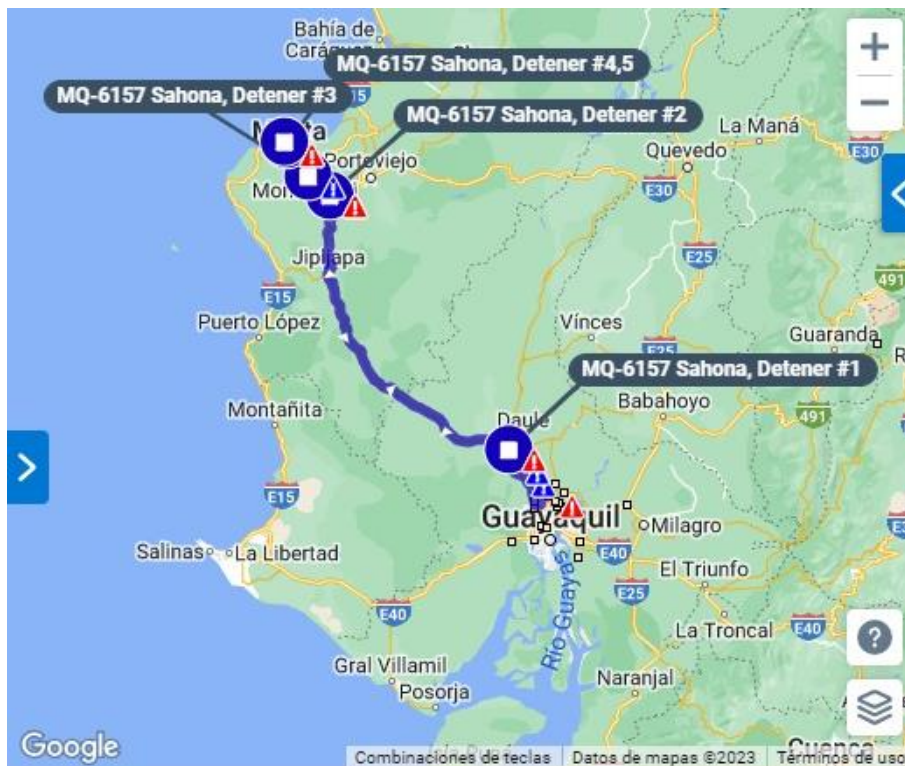 Bahía de
Caráquez
E15
MQ-6157 Sahona, Detener #4,5
MQ-6157 Sahona, Detener #3
MQ-6157 Sahona, Detener #2
La Maná
E30
Portoviejo
Quevedo
E30
Jipijapa
E25
E15
491
Puerto López
Vínces
Guaranda
E25
MQ-6157 Sahona, Detener #1
Montañita
Daule
Babahoyo
491
E15
Guayaquil
Milagro
Salinas
La Libertad
E40
El Triunfo
E25
E40
Río Guayas
La Troncal
E40
Gral Villamil
Posorja
Naranjal
Cuenca
Google
Combinaciones de teclas
Datos de mapas ©2023
Términos de uso